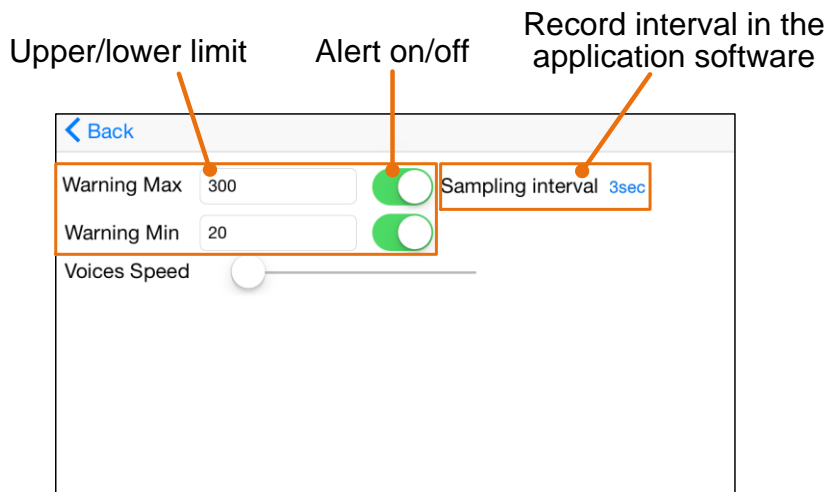 Upper/lower limit
Alert on/off
Record interval in the
application software
Back
Warning Max 300
Sampling interval 3sec
Warning Min 20
Voices Speed